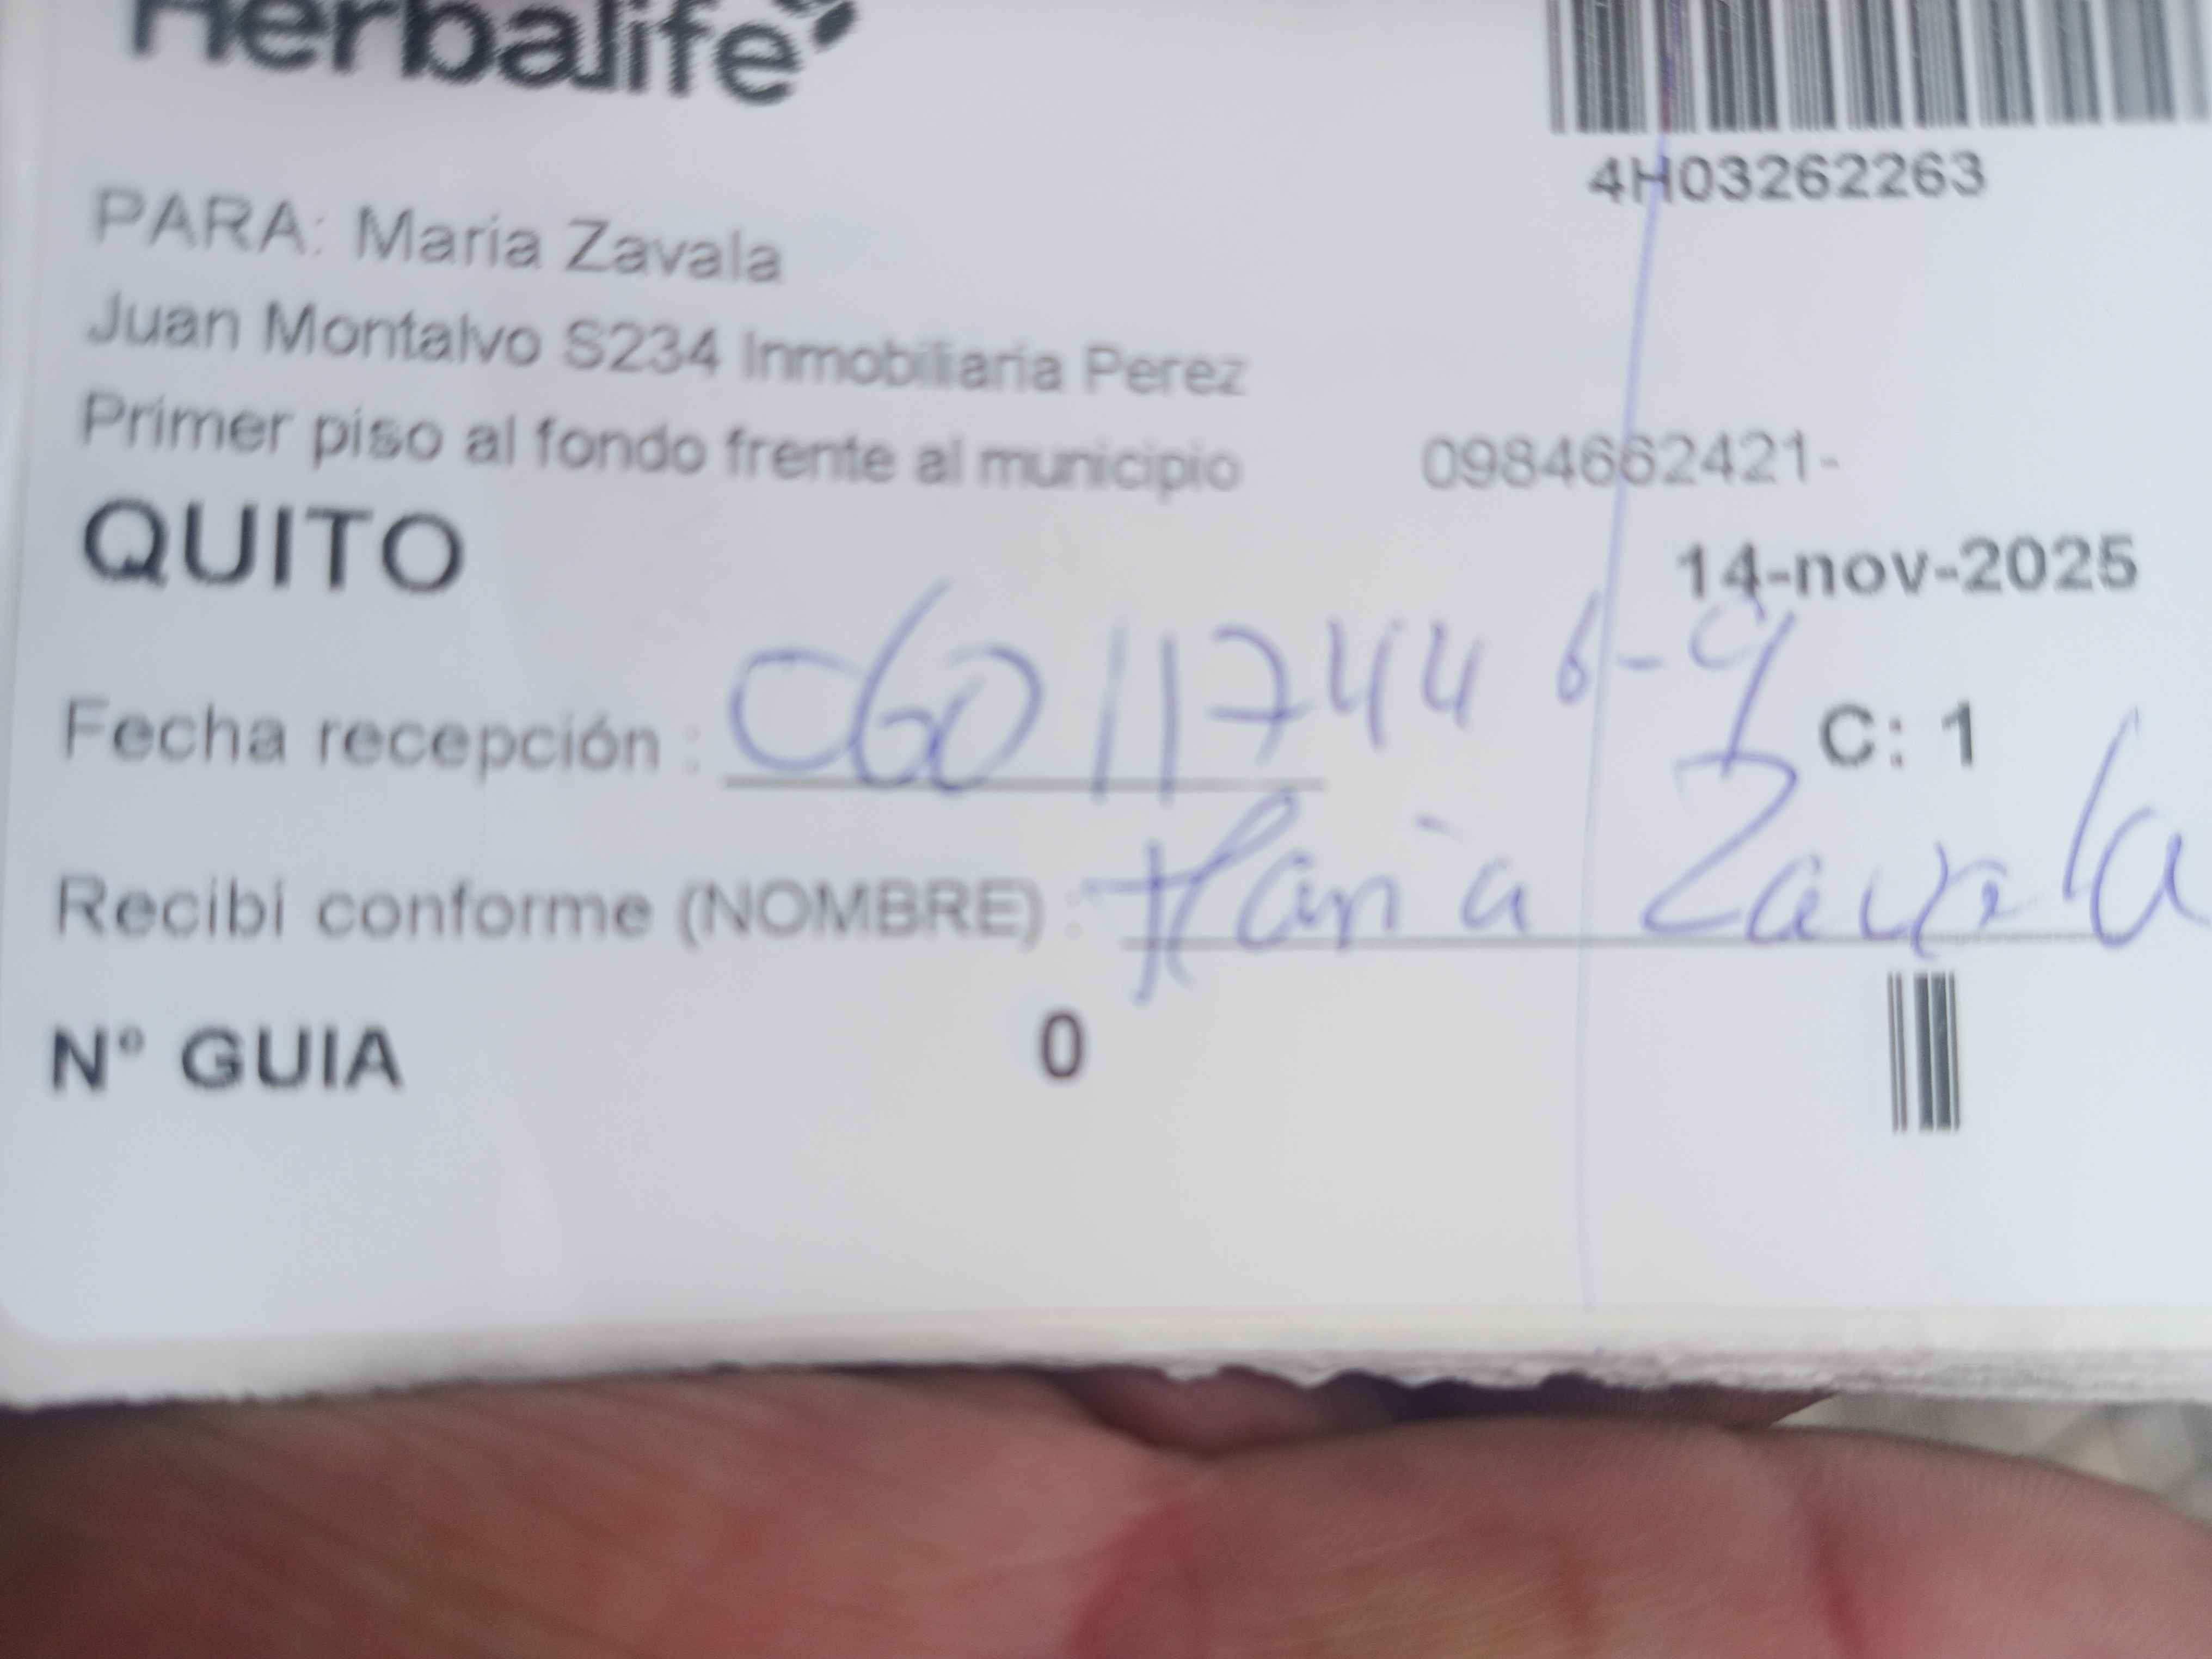 Herbalife
4H03262263
PARA: Maria Zavala
Juan Montalvo S234 Inmobiliaria Perez
Primer piso al fondo frente al municipio 0984662421-
QUITO
14-nov-2025
Fecha recepción : 060117446-9
C: 1
Recibí conforme (NOMBRE) : Maria Zavala
N° GUIA 0